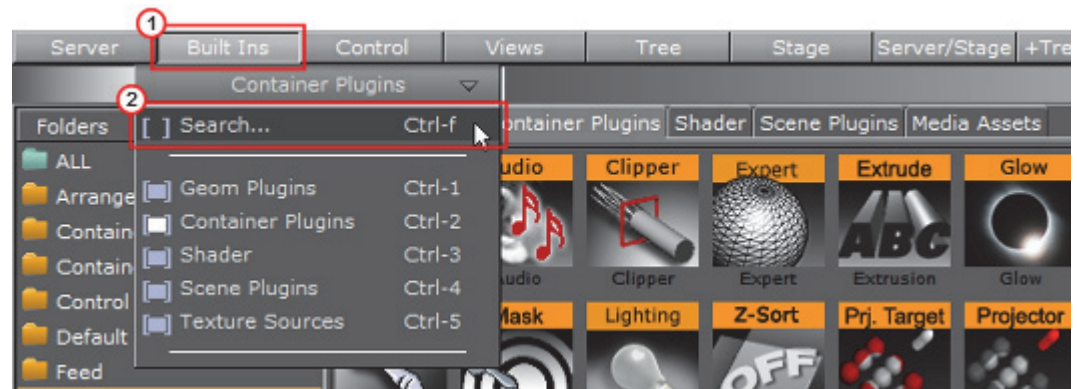 1
Server Built Ins Control Views Tree Stage Server/Stage +Tre
Container Plugins
2
Folders [ ] Search... Ctrl-f ontainer Plugins Shader Scene Plugins Media Assets
ALL
Arrange
Contain
Contain
Control
Default
Feed
Geom Plugins Ctrl-1
Container Plugins Ctrl-2
Shader Ctrl-3
Scene Plugins Ctrl-4
Texture Sources Ctrl-5
udio Clipper Expert Extrude Glow
ABC
udio Clipper Expert Extrusion Glow
Mask Lighting Z-Sort Prj. Target Projector
OFF